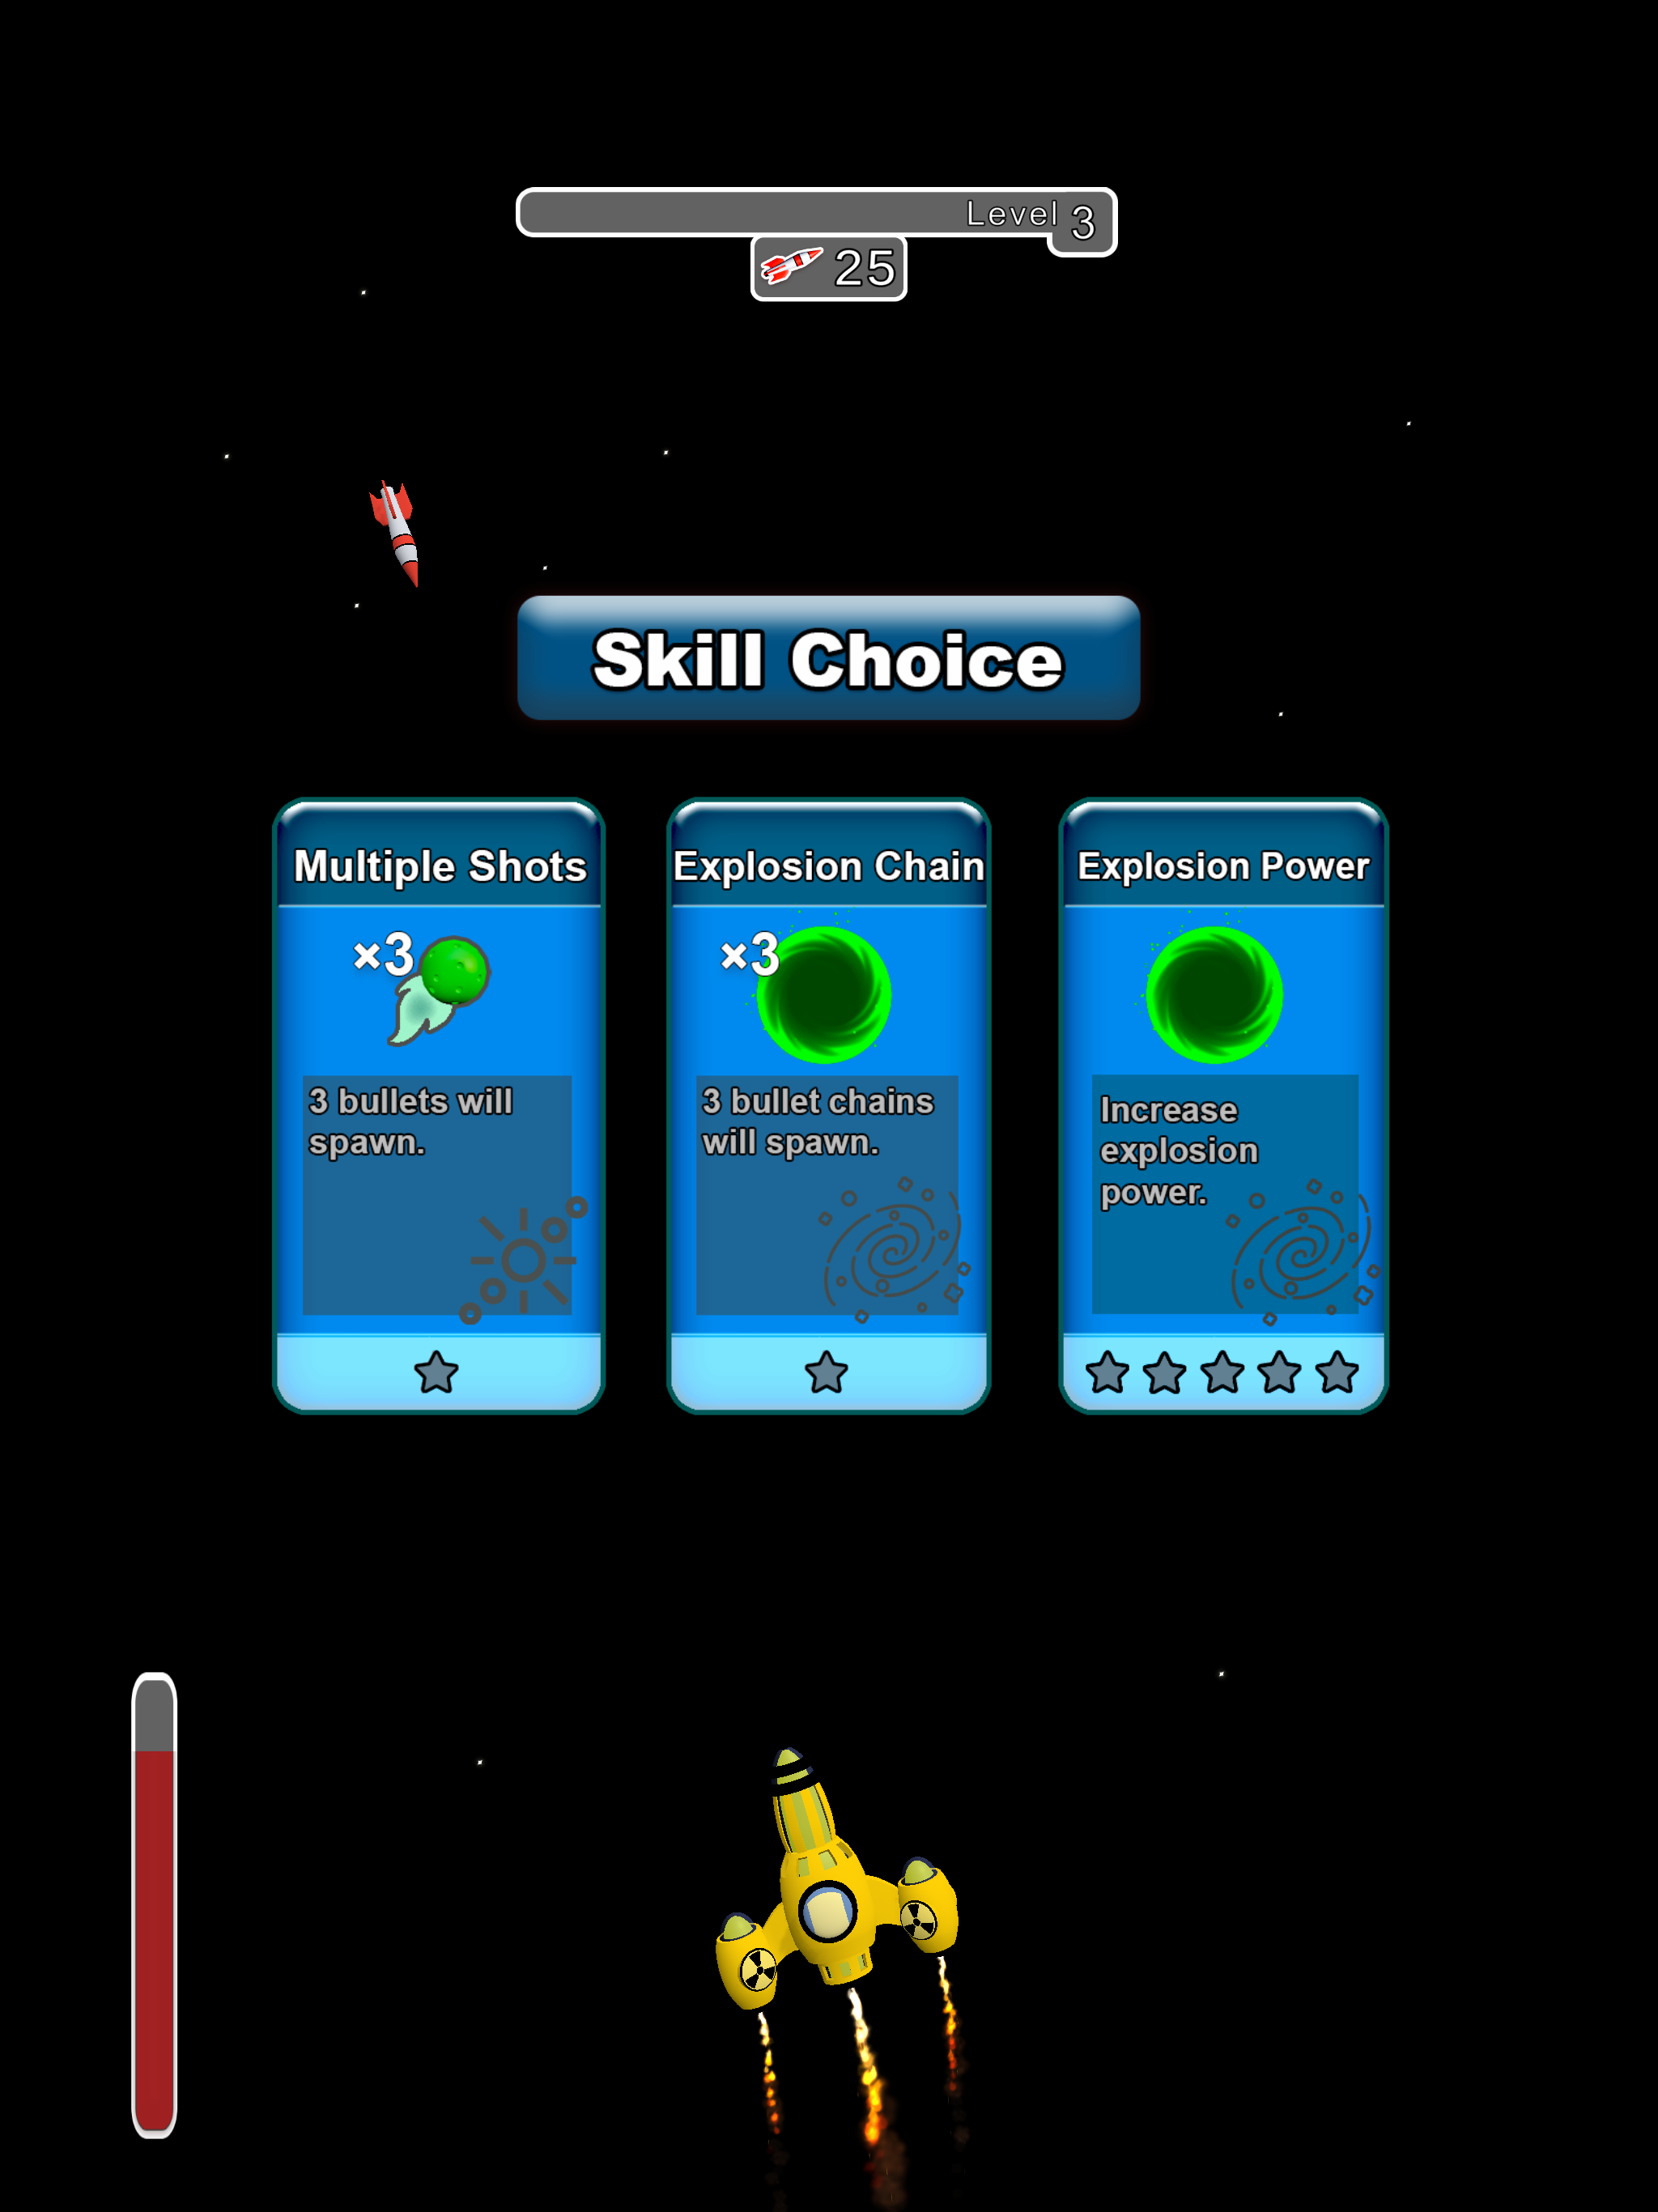 Level 3
25
Skill Choice
Multiple Shots
×3
3 bullets will
spawn.
Explosion Chain
×3
3 bullet chains
will spawn.
Explosion Power
Increase
explosion
power.